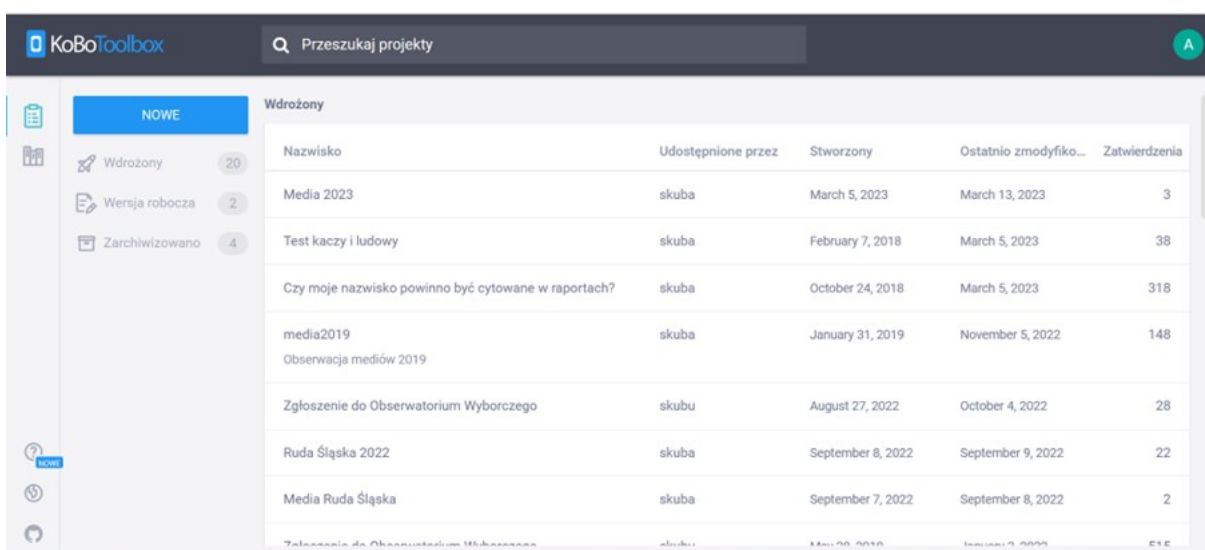 KoBoToolbox
Przeszukaj projekty
A
NOWE
Wdrożony 20
Wersja robocza 2
Zarchiwizowano 4
NOWE
Wdrożony
Nazwisko Udostępnione przez Stworzony Ostatnio zmodyfiko... Zatwierdzenia
Media 2023 skuba March 5, 2023 March 13, 2023 3
Test kaczy i ludowy skuba February 7, 2018 March 5, 2023 38
Czy moje nazwisko powinno być cytowane w raportach? skuba October 24, 2018 March 5, 2023 318
media2019 skuba January 31, 2019 November 5, 2022 148
Obserwacja mediów 2019
Zgłoszenie do Obserwatorium Wyborczego skubu August 27, 2022 October 4, 2022 28
Ruda Śląska 2022 skuba September 8, 2022 September 9, 2022 22
Media Ruda Śląska skuba September 7, 2022 September 8, 2022 2
Zgłoszenie do Obserwatorium Wyborczego skubu